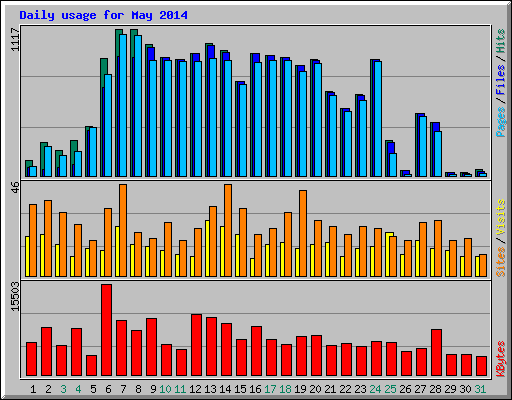 Daily usage for May 2014
1117
Pages / Files / Hits
46
Sites / Visits
15503
KBytes
1 2 3 4 5 6 7 8 9 10 11 12 13 14 15 16 17 18 19 20 21 22 23 24 25 26 27 28 29 30 31